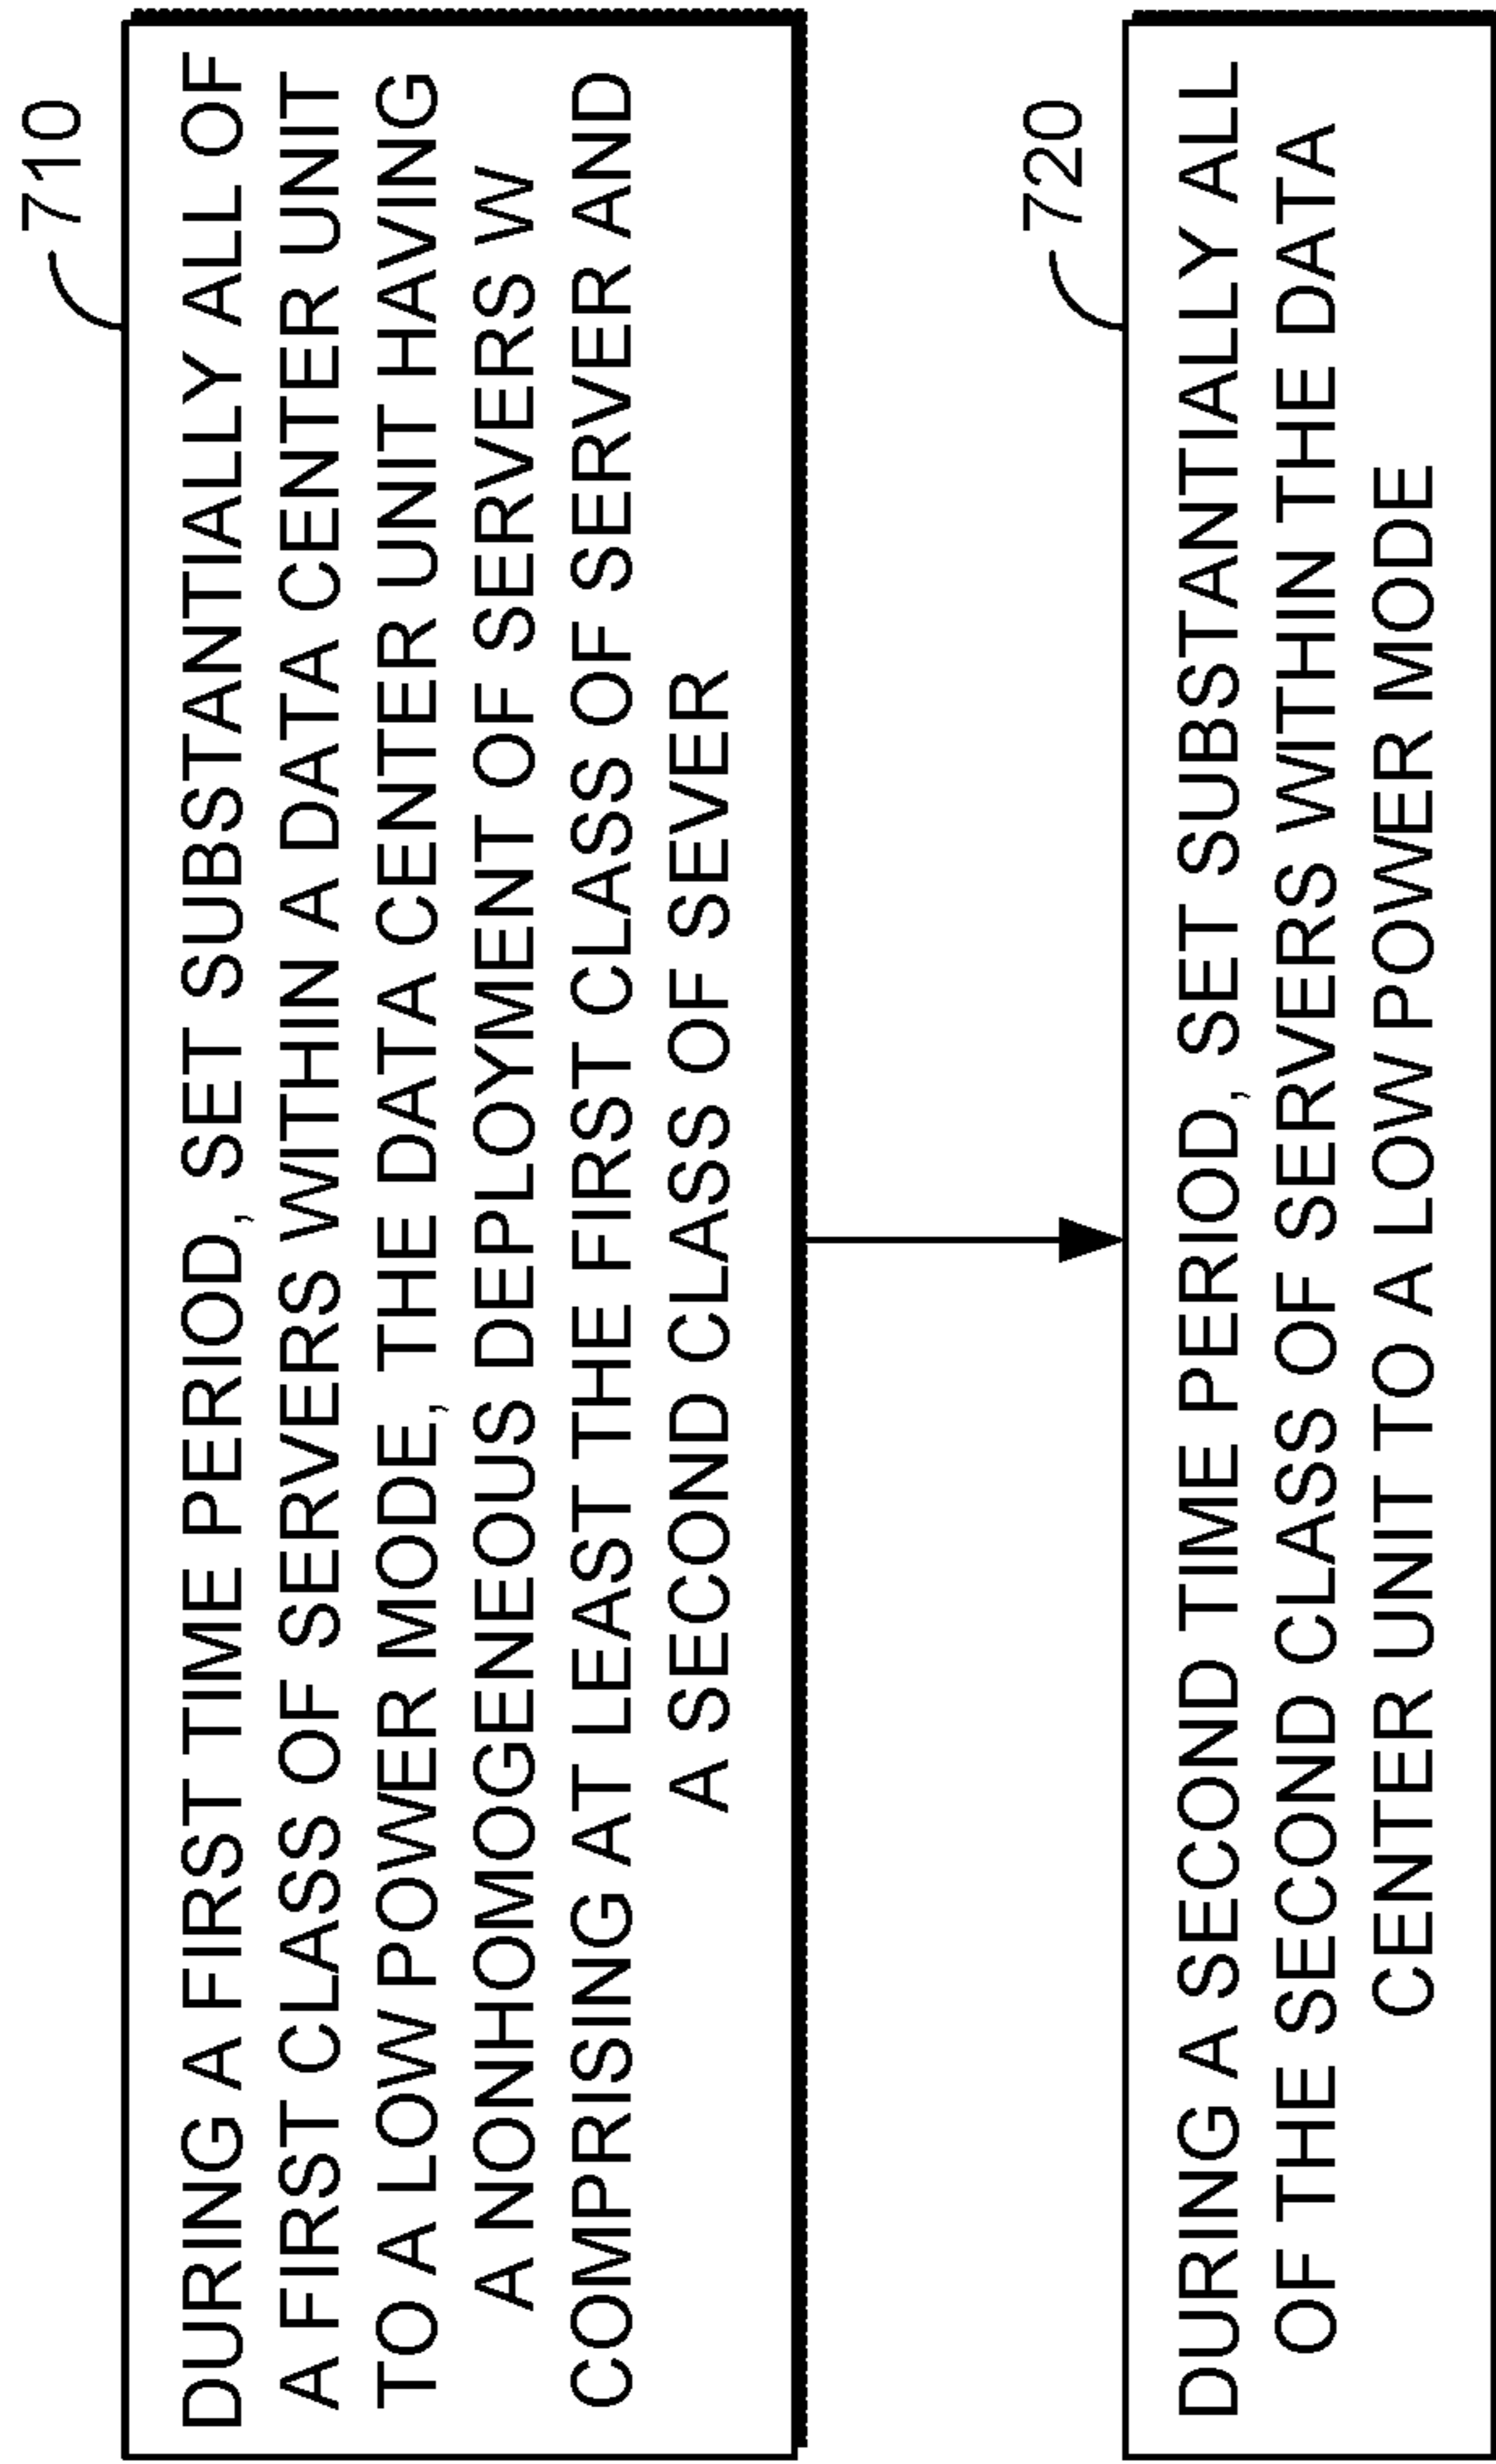 710
DURING A FIRST TIME PERIOD, SET SUBSTANTIALLY ALL OF
A FIRST CLASS OF SERVERS WITHIN A DATA CENTER UNIT
TO A LOW POWER MODE, THE DATA CENTER UNIT HAVING
A NONHOMOGENEOUS DEPLOYMENT OF SERVERS W
COMPRISING AT LEAST THE FIRST CLASS OF SERVER AND
A SECOND CLASS OF SEVER
720
DURING A SECOND TIME PERIOD, SET SUBSTANTIALLY ALL
OF THE SECOND CLASS OF SERVERS WITHIN THE DATA
CENTER UNIT TO A LOW POWER MODE